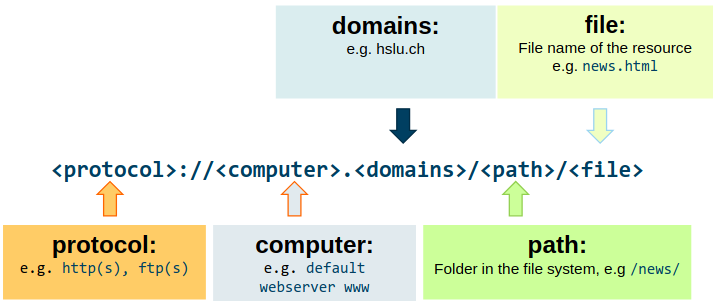 domains:
e.g. hslu.ch
file:
File name of the resource
e.g. news.html
<protocol>://<computer>.<domains>/<path>/<file>
protocol:
e.g. http(s), ftp(s)
computer:
e.g. default
webserver www
path:
Folder in the file system, e.g /news/